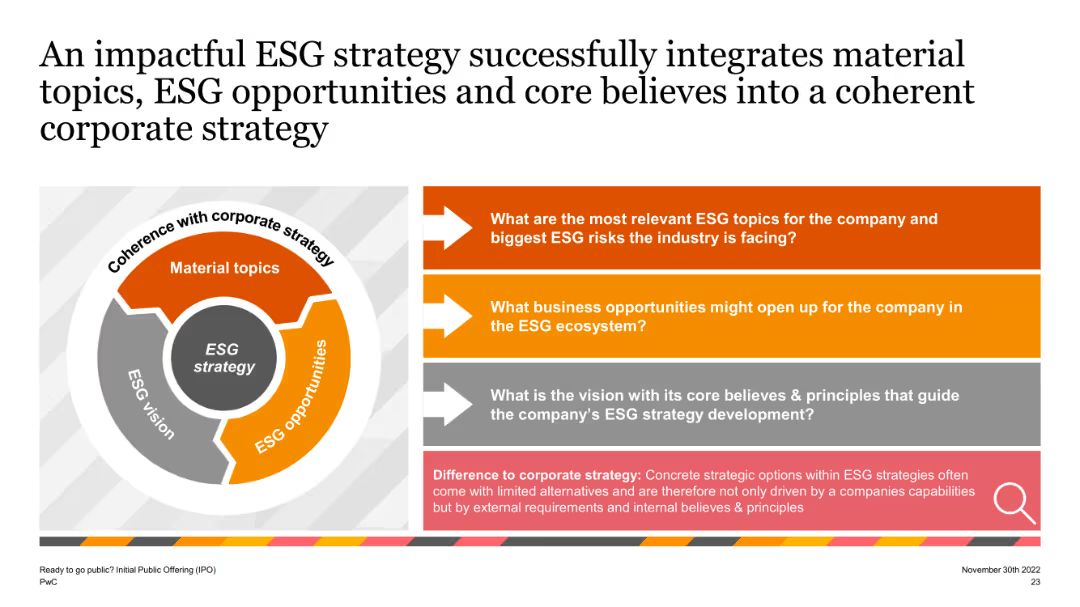 An impactful ESG strategy successfully integrates material
topics, ESG opportunities and core believes into a coherent
corporate strategy
Coherence with corporate strategy
Material topics
ESG
strategy
ESG vision
ESG opportunities
What are the most relevant ESG topics for the company and
biggest ESG risks the industry is facing?
What business opportunities might open up for the company in
the ESG ecosystem?
What is the vision with its core believes & principles that guide
the company's ESG strategy development?
Difference to corporate strategy: Concrete strategic options within ESG strategies often
come with limited alternatives and are therefore not only driven by a companies capabilities
but by external requirements and internal believes & principles
Ready to go public? Initial Public Offering (IPO)
PwC
November 30th 2022
23